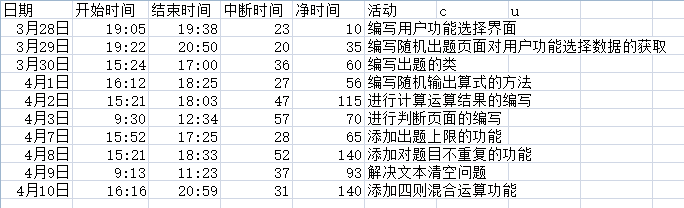 日期 开始时间 结束时间 中断时间 净时间 活动 c u
3月28日 19:05 19:38 23 10 编写用户功能选择界面
3月29日 19:22 20:50 20 35 编写随机出题页面对用户功能选择数据的获取
3月30日 15:24 17:00 36 60 编写出题的类
4月1日 16:12 18:25 27 56 编写随机输出算式的方法
4月2日 15:21 18:03 47 115 进行计算运算结果的编写
4月3日 9:30 12:34 57 70 进行判断页面的编写
4月7日 15:52 17:25 28 65 添加出题上限的功能
4月8日 15:21 18:33 52 140 添加对题目不重复的功能
4月9日 9:13 11:23 37 93 解决文本清空问题
4月10日 16:16 20:59 31 140 添加四则混合运算功能